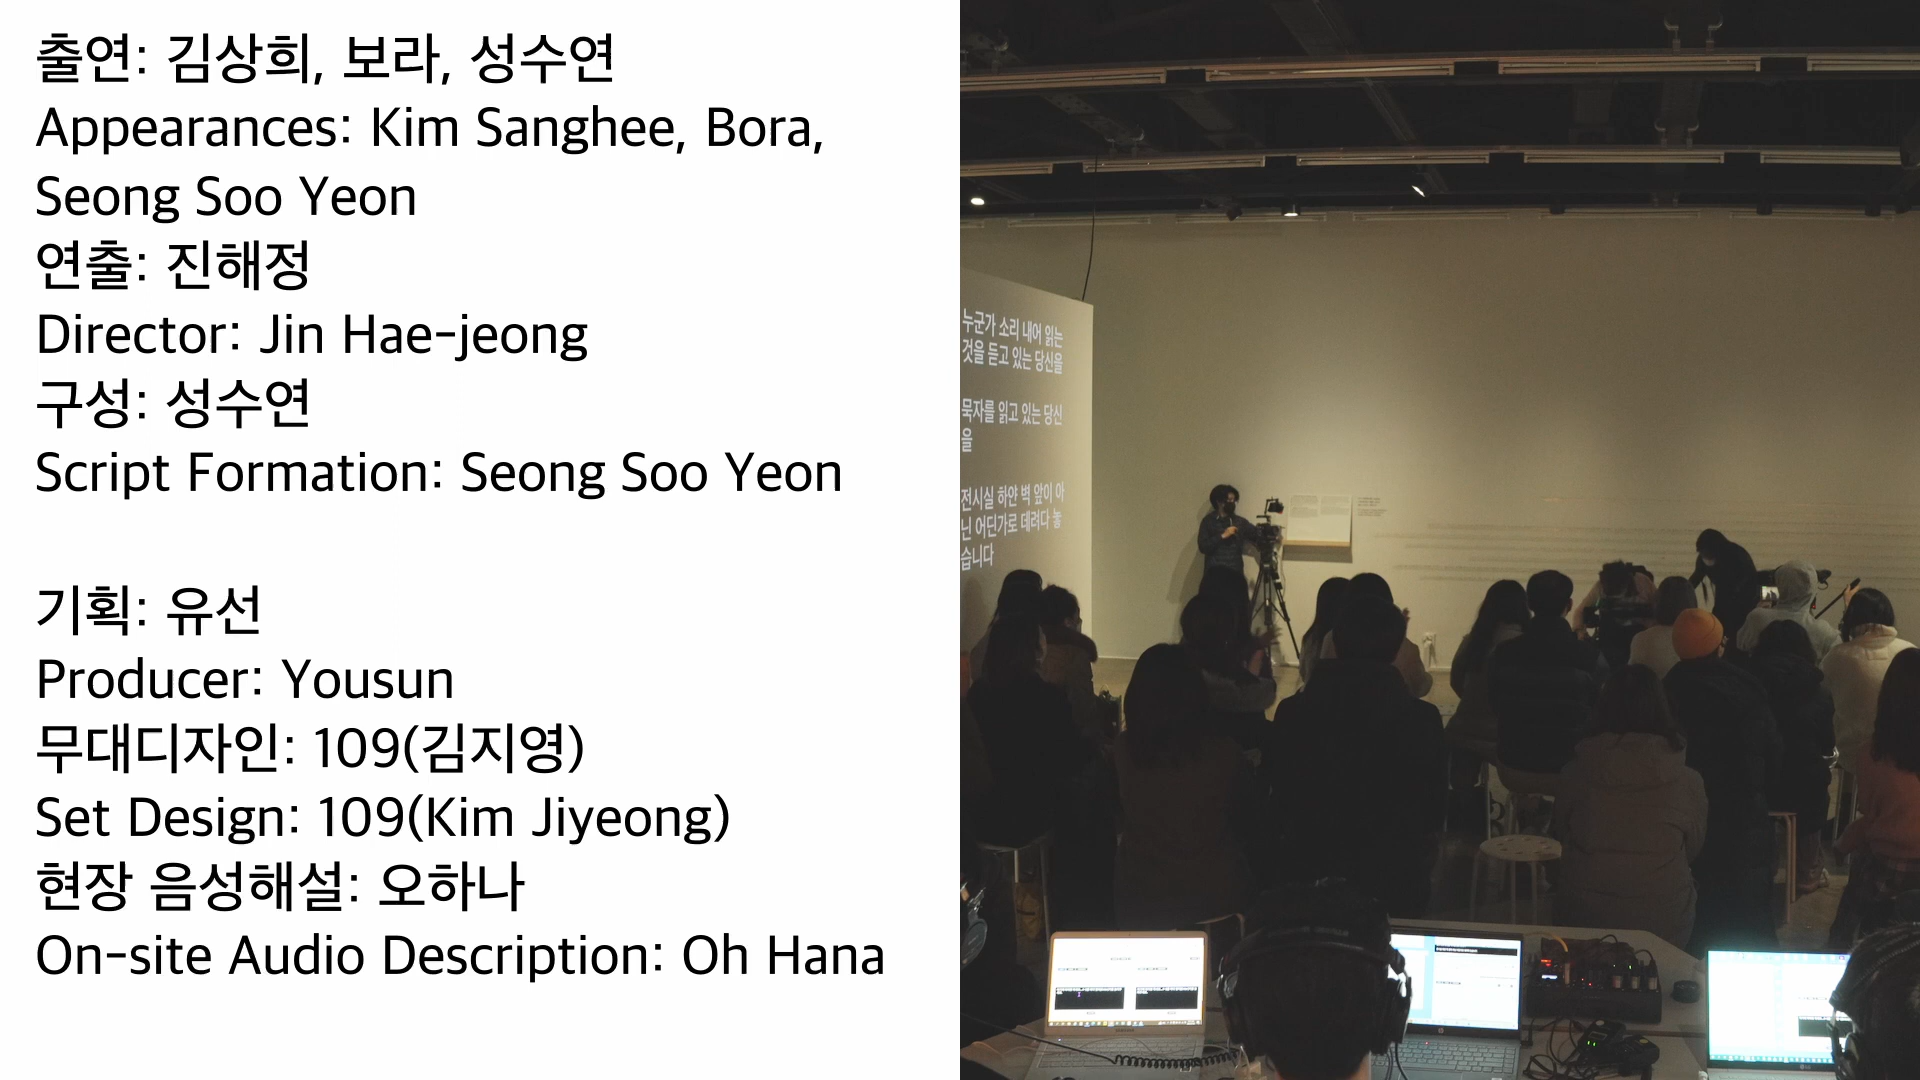 출연: 김상희, 보라, 성수연
Appearances: Kim Sanghee, Bora,
Seong Soo Yeon
연출: 진해정
Director: Jin Hae-jeong
구성: 성수연
Script Formation: Seong Soo Yeon
기획: 유선
Producer: Yousun
무대디자인: 109(김지영)
Set Design: 109(Kim Jiyeong)
현장 음성해설: 오하나
On-site Audio Description: Oh Hana
누군가 소리 내어 읽는
것을 듣고 있는 당신을
묵자를 읽고 있는 당신
을
전시실 하얀 벽 앞이 아
닌 어딘가로 데려다 놓
습니다